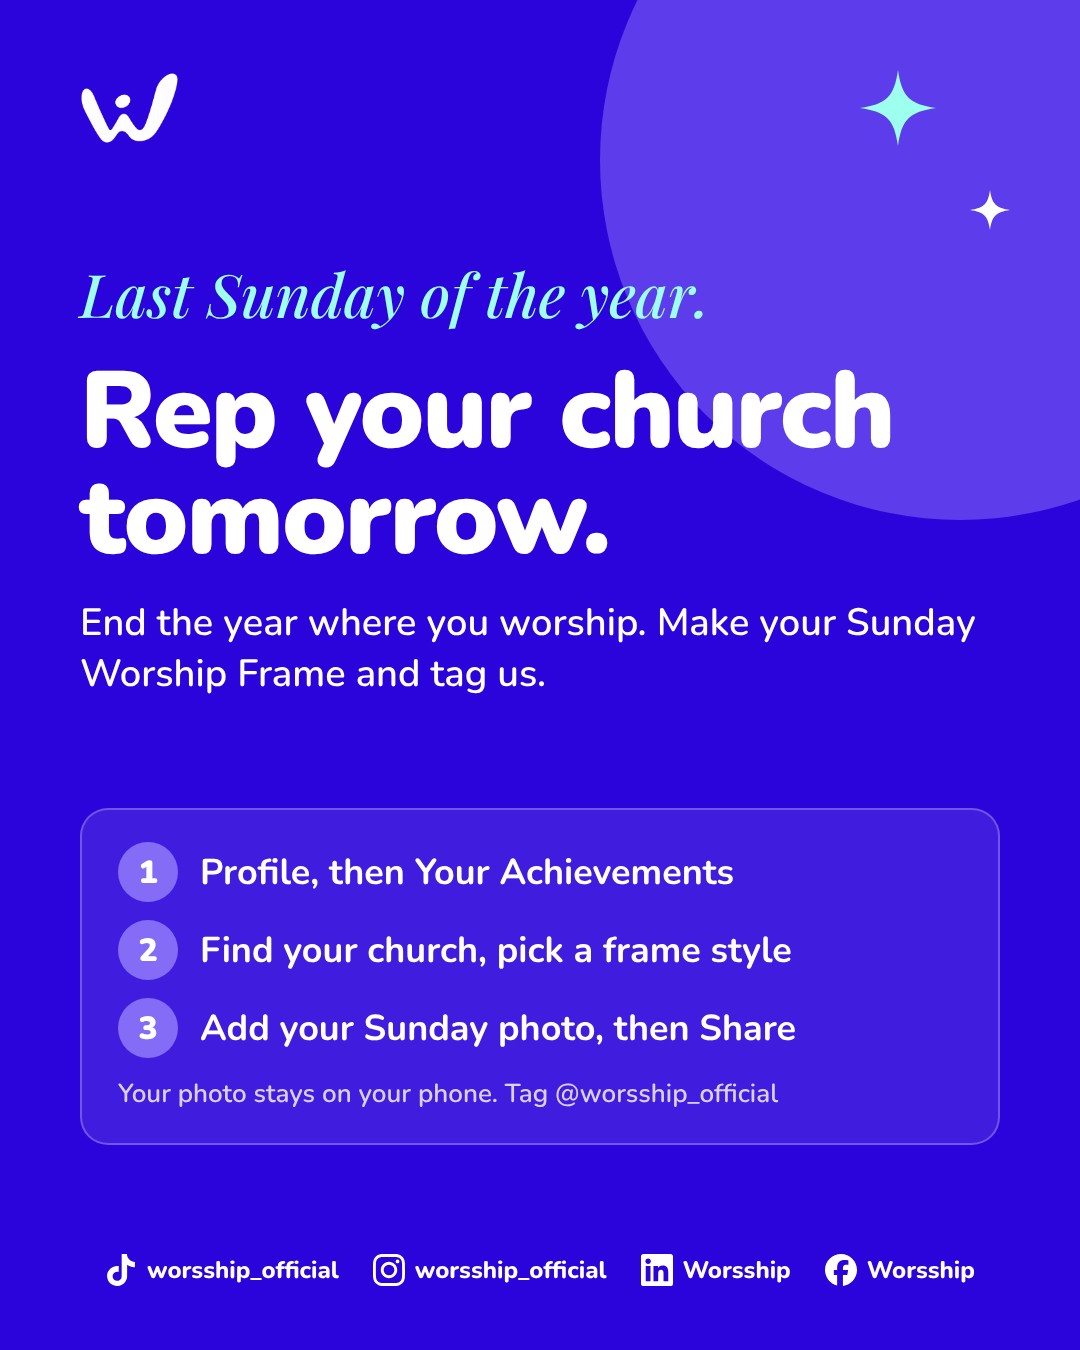 Last Sunday of the year.
Rep your church
tomorrow.
End the year where you worship. Make your Sunday
Worship Frame and tag us.
1 Profile, then Your Achievements
2 Find your church, pick a frame style
3 Add your Sunday photo, then Share
Your photo stays on your phone. Tag @worsship_official
worsship_official worsship_official Worsship Worsship